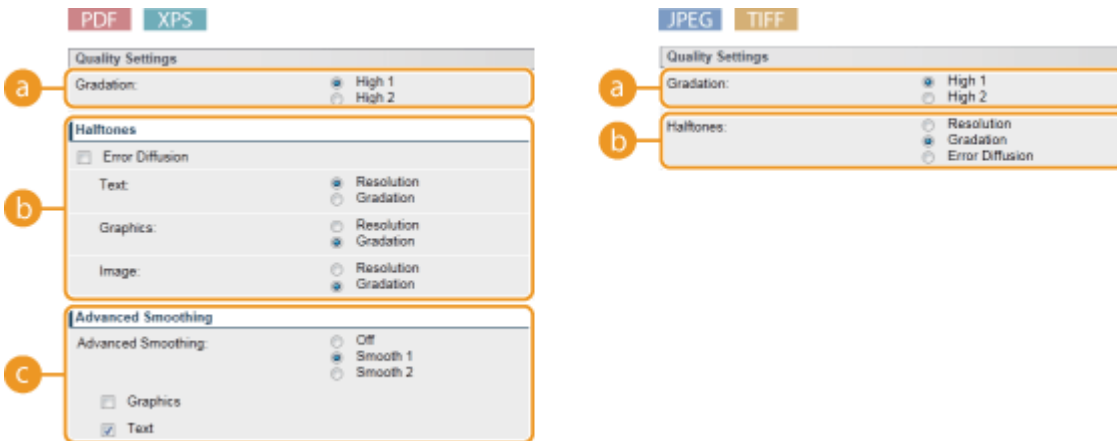 PDF XPS
Quality Settings
a
Gradation: High 1
High 2
b
Halftones
Error Diffusion
Text: Resolution
Gradation
Graphics: Resolution
Gradation
Image: Resolution
Gradation
c
Advanced Smoothing
Advanced Smoothing: Off
Smooth 1
Smooth 2
Graphics
Text
JPEG TIFF
Quality Settings
a
Gradation: High 1
High 2
b
Halftones: Resolution
Gradation
Error Diffusion